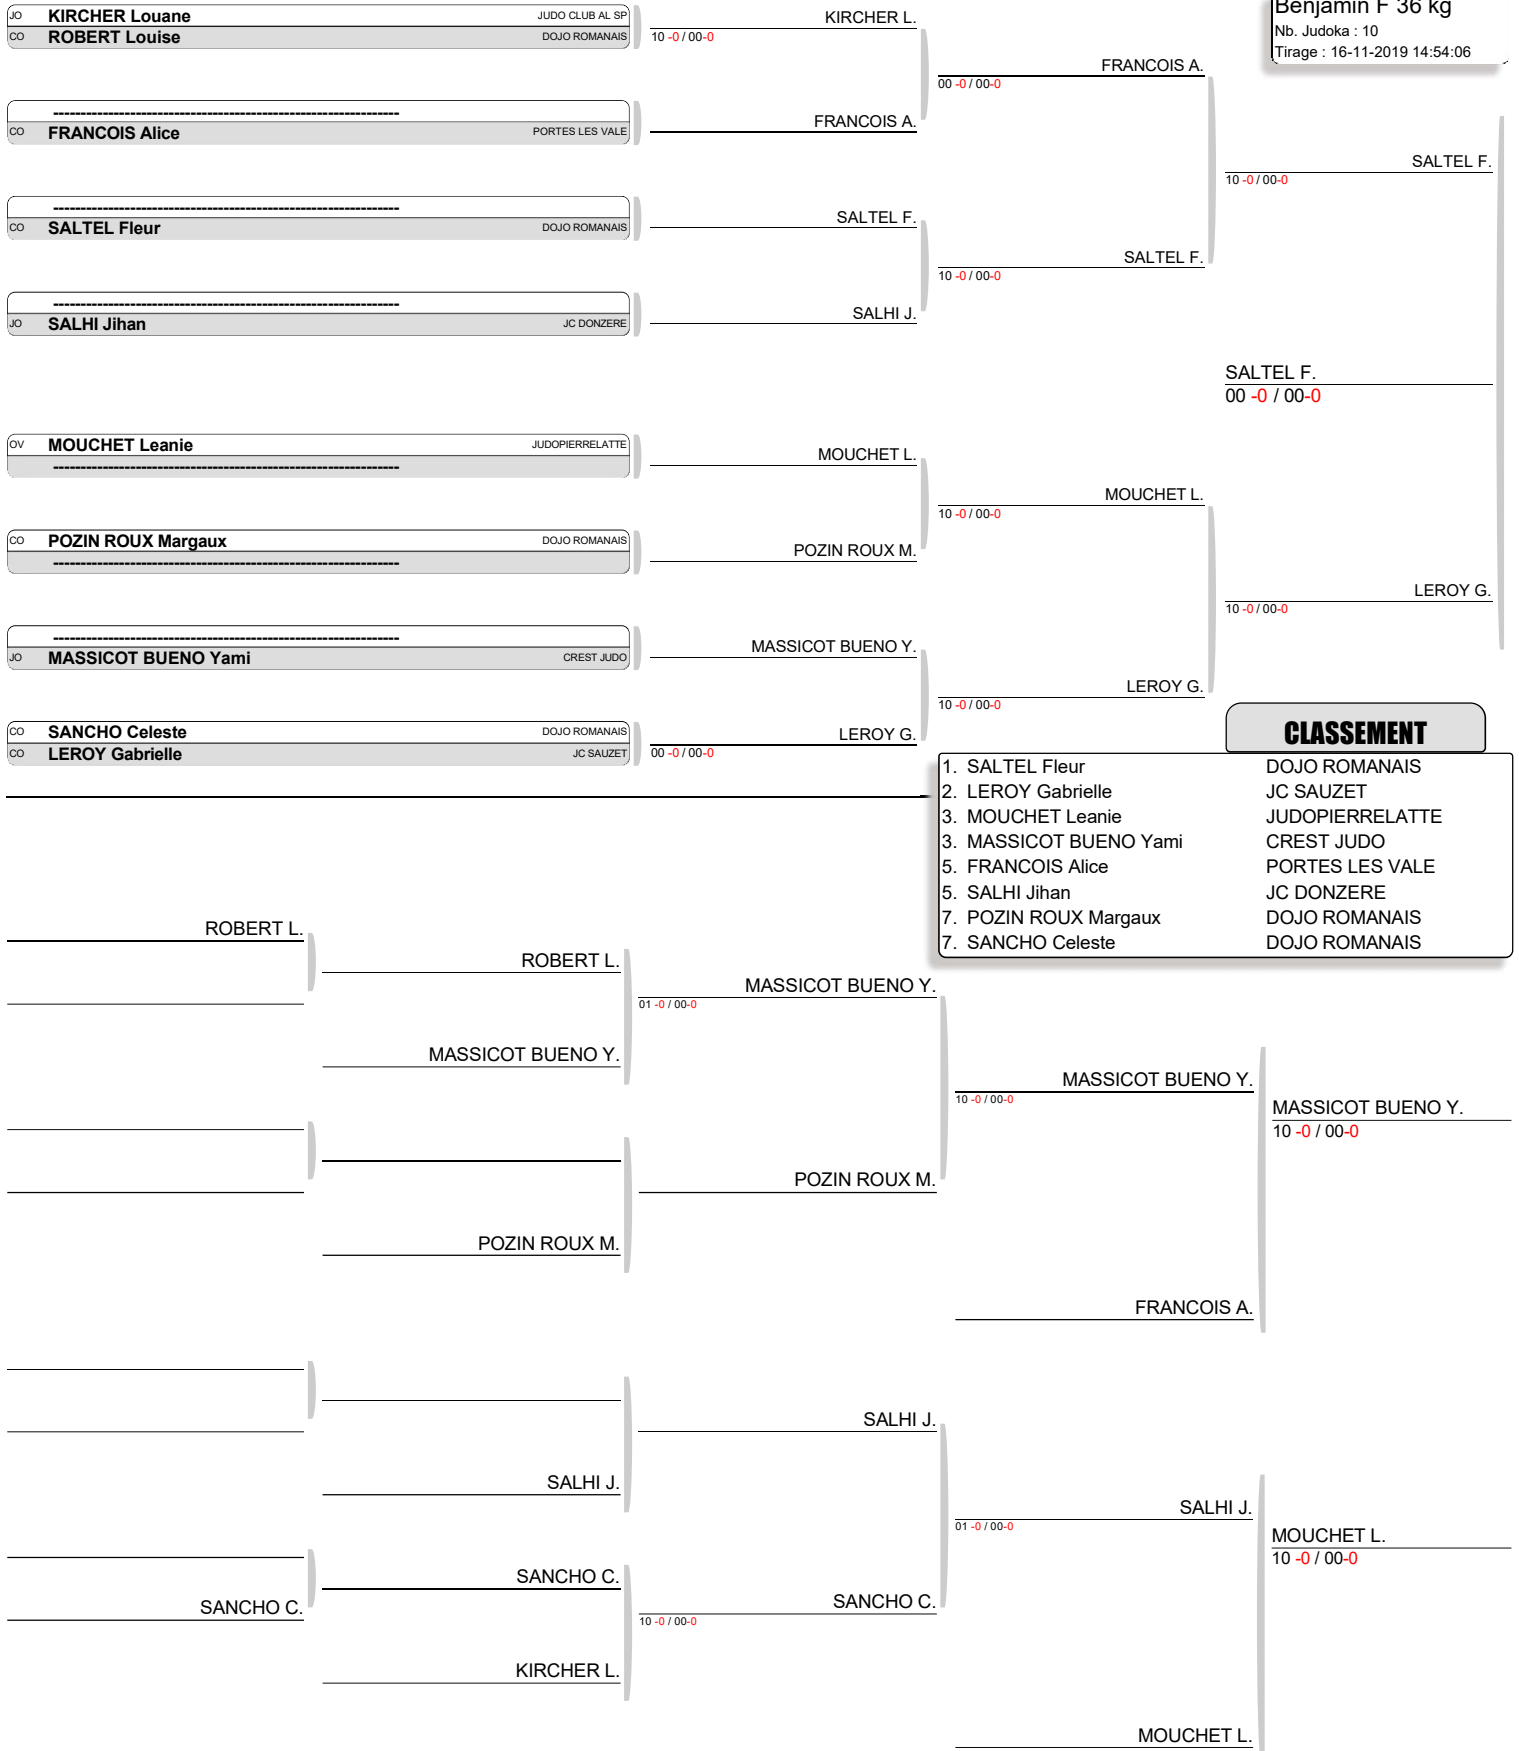 Benjamin F 36 kg
Nb. Judoka : 10
Tirage : 16-11-2019 14:54:06
JO KIRCHER Louane JUDO CLUB AL SP
CO ROBERT Louise DOJO ROMANAIS
----------------------------------------------------------------
CO FRANCOIS Alice PORTES LES VALE
----------------------------------------------------------------
CO SALTEL Fleur DOJO ROMANAIS
----------------------------------------------------------------
JO SALHI Jihan JC DONZERE
OV MOUCHET Leanie JUDOPIERRELATTE
----------------------------------------------------------------
CO POZIN ROUX Margaux DOJO ROMANAIS
----------------------------------------------------------------
----------------------------------------------------------------
JO MASSICOT BUENO Yami CREST JUDO
CO SANCHO Celeste DOJO ROMANAIS
CO LEROY Gabrielle JC SAUZET
KIRCHER L.
10 -0 / 00-0
FRANCOIS A.
SALTEL F.
SALHI J.
MOUCHET L.
POZIN ROUX M.
MASSICOT BUENO Y.
LEROY G.
00 -0 / 00-0
FRANCOIS A.
00 -0 / 00-0
SALTEL F.
10 -0 / 00-0
MOUCHET L.
10 -0 / 00-0
LEROY G.
10 -0 / 00-0
SALTEL F.
10 -0 / 00-0
SALTEL F.
00 -0 / 00-0
LEROY G.
10 -0 / 00-0
CLASSEMENT
1. SALTEL Fleur DOJO ROMANAIS
2. LEROY Gabrielle JC SAUZET
3. MOUCHET Leanie JUDOPIERRELATTE
3. MASSICOT BUENO Yami CREST JUDO
5. FRANCOIS Alice PORTES LES VALE
5. SALHI Jihan JC DONZERE
7. POZIN ROUX Margaux DOJO ROMANAIS
7. SANCHO Celeste DOJO ROMANAIS
ROBERT L.
ROBERT L.
MASSICOT BUENO Y.
POZIN ROUX M.
MASSICOT BUENO Y.
01 -0 / 00-0
POZIN ROUX M.
MASSICOT BUENO Y.
10 -0 / 00-0
FRANCOIS A.
MASSICOT BUENO Y.
10 -0 / 00-0
SANCHO C.
SALHI J.
SANCHO C.
KIRCHER L.
SALHI J.
SANCHO C.
10 -0 / 00-0
SALHI J.
01 -0 / 00-0
MOUCHET L.
MOUCHET L.
10 -0 / 00-0